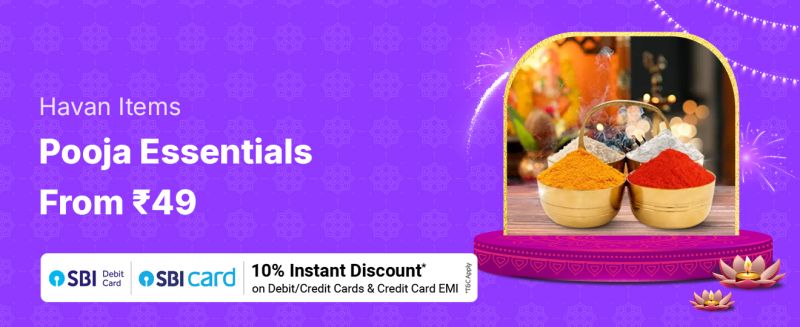 Havan Items
Pooja Essentials
From ₹49
SBI Debit Card
SBI card
10% Instant Discount*
on Debit/Credit Cards & Credit Card EMI
*T&C Apply